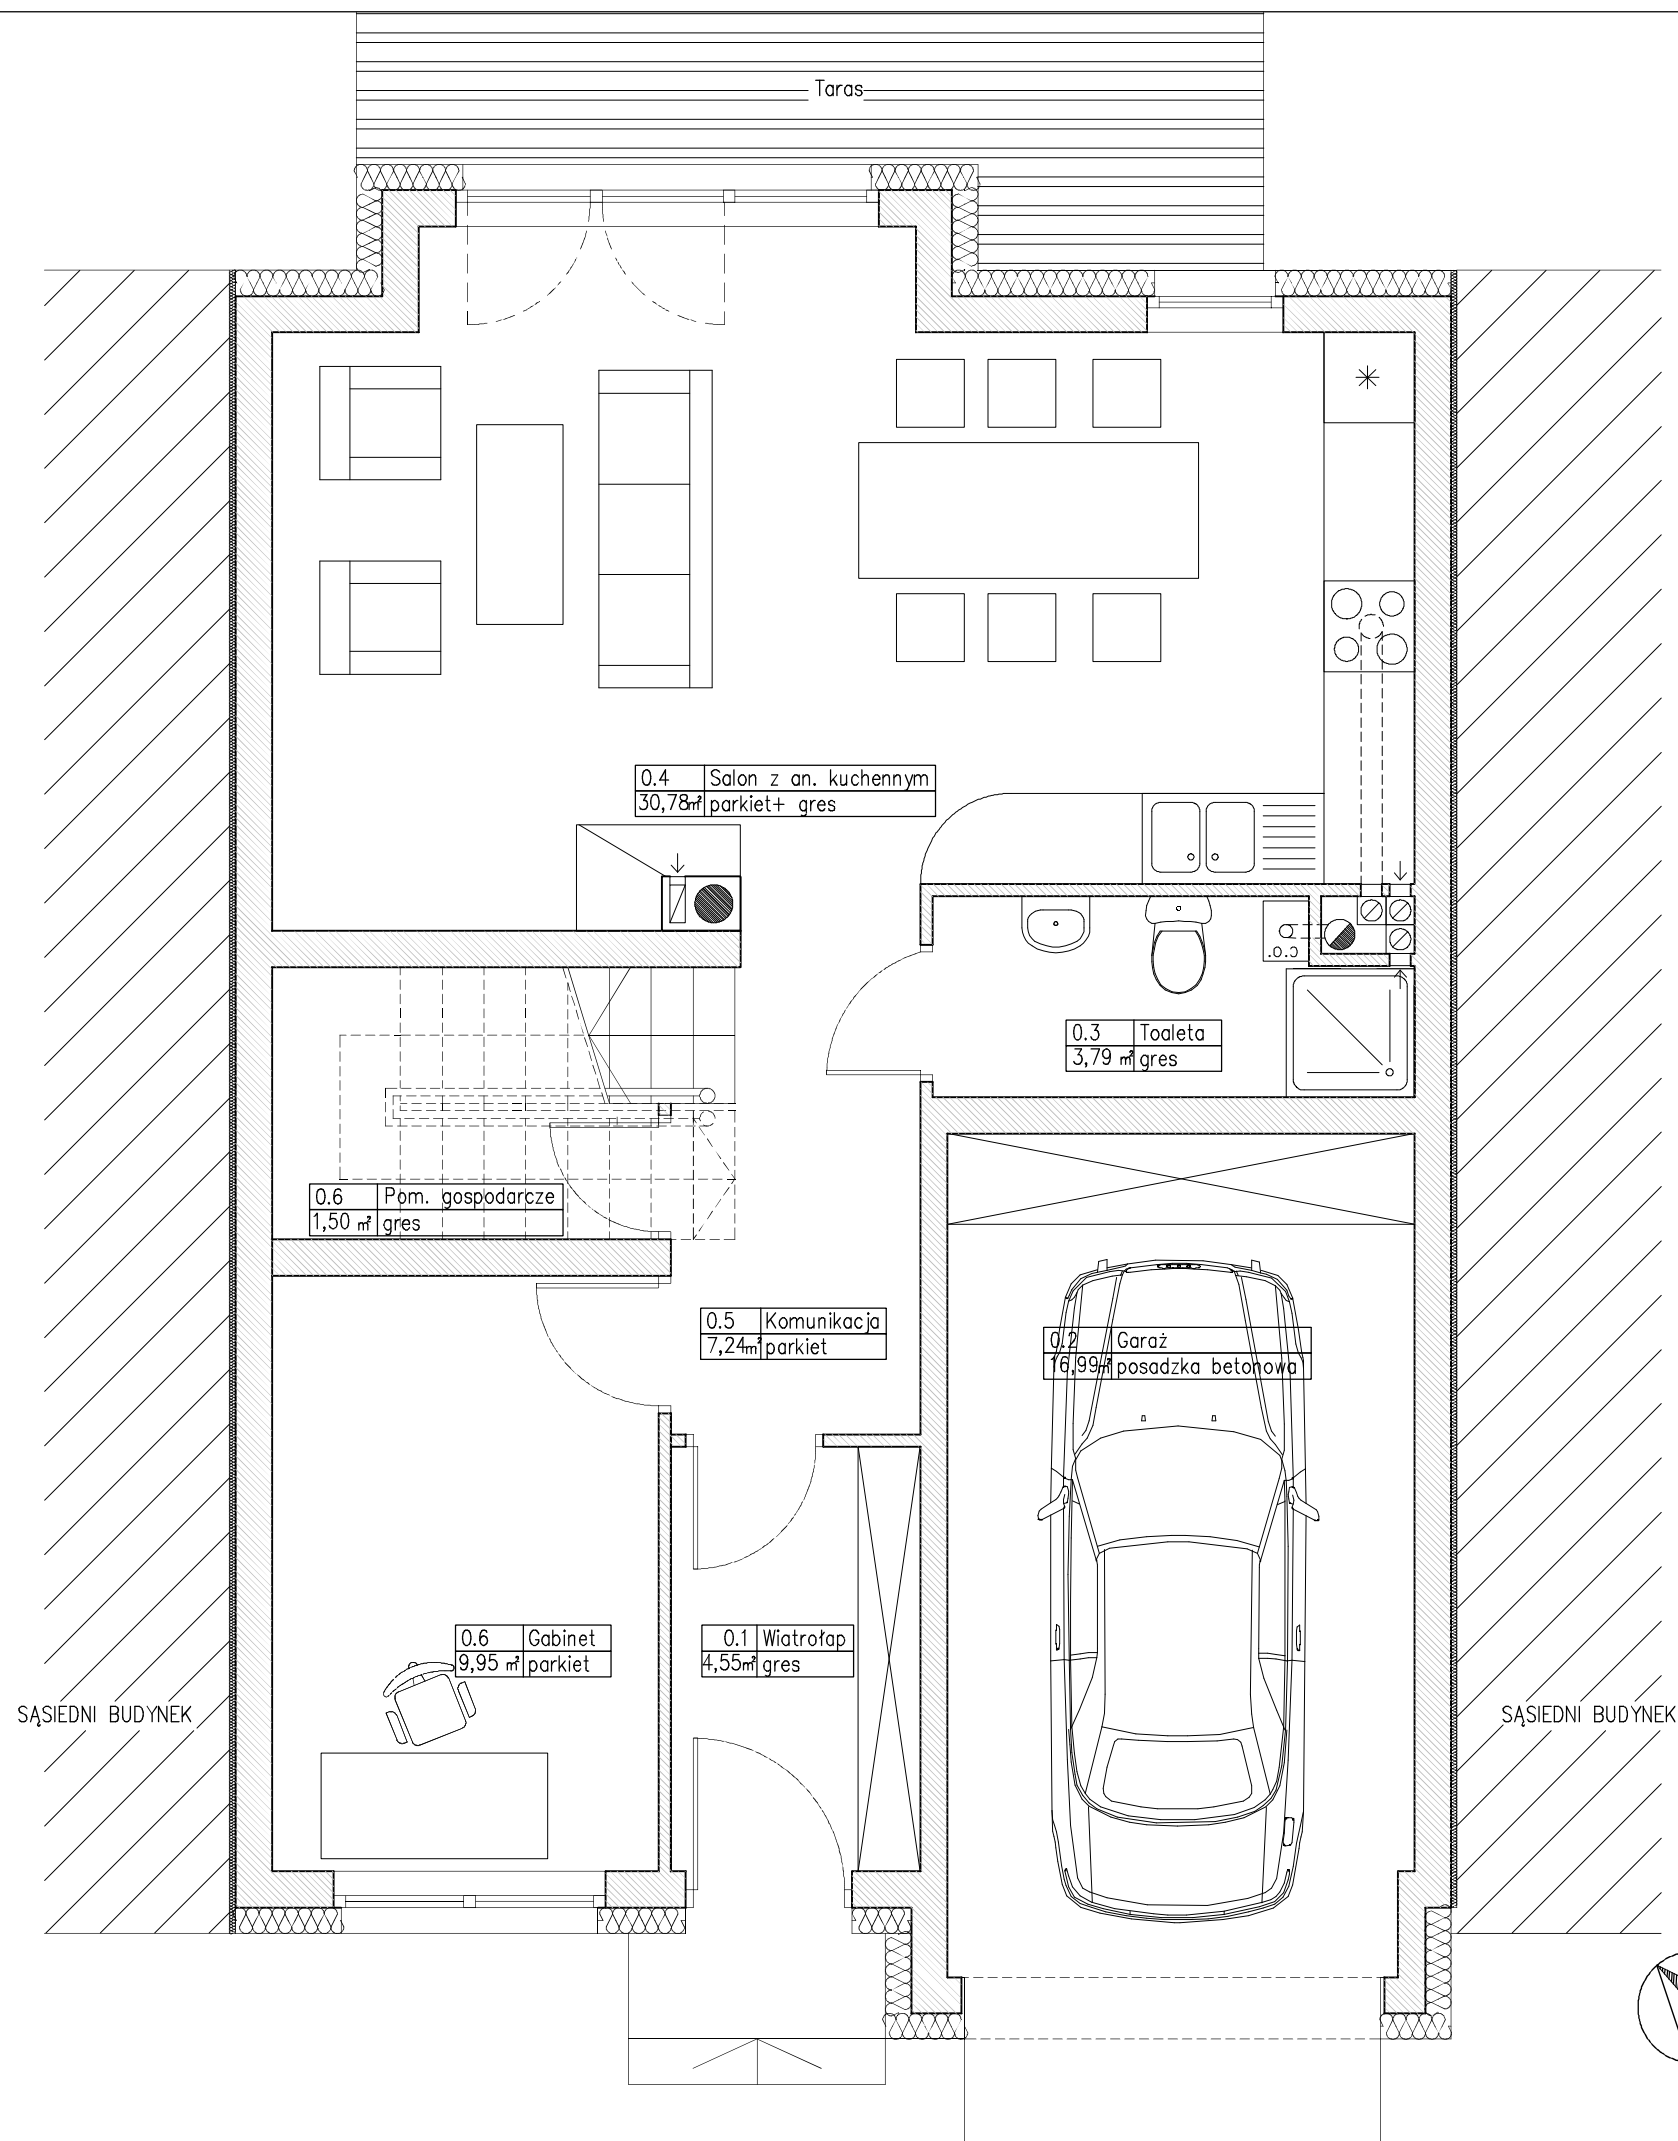 Taras
0.4 Salon z an. kuchennym
30,78m² parkiet+ gres
c.o.
0.3 Toaleta
3,79 m² gres
0.6 Pom. gospodarcze
1,50 m² gres
0.5 Komunikacja
7,24m² parkiet
0.2 Garaż
16,99m² posadzka betonowa
0.6 Gabinet
9,95 m² parkiet
0.1 Wiatrołap
4,55m² gres
SĄSIEDNI BUDYNEK
SĄSIEDNI BUDYNEK